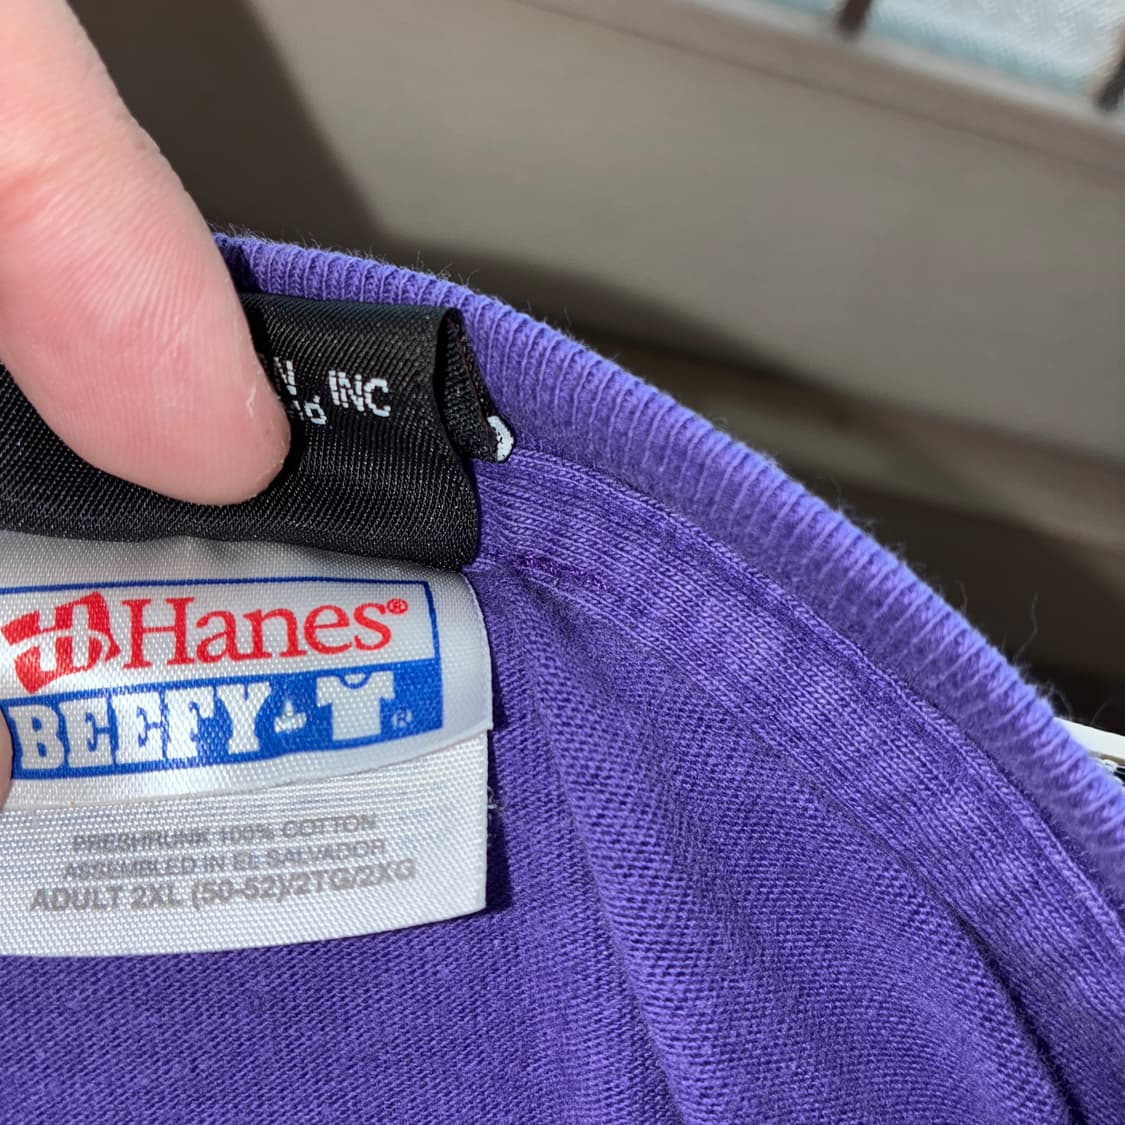 INC
Hanes®
BEEFY-T®
PRESHRUNK 100% COTTON
ASSEMBLED IN EL SALVADOR
ADULT 2XL (50-52)/2TG/2XG